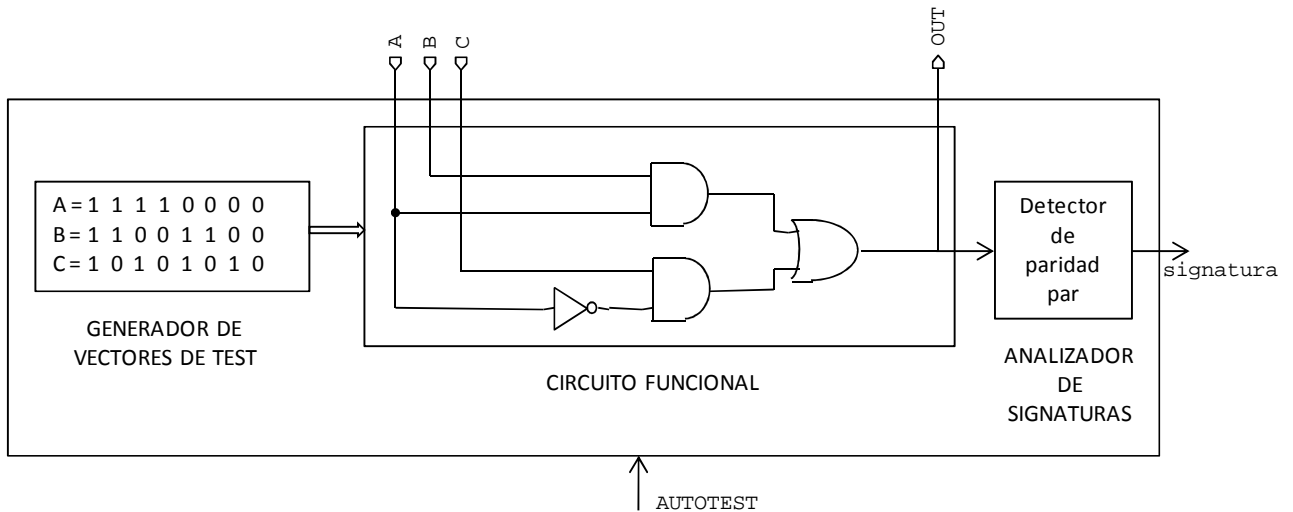 A
B
C
OUT
A = 1 1 1 1 0 0 0 0
B = 1 1 0 0 1 1 0 0
C = 1 0 1 0 1 0 1 0
GENERADOR DE
VECTORES DE TEST
CIRCUITO FUNCIONAL
Detector
de
paridad
par
signatura
ANALIZADOR
DE
SIGNATURAS
AUTOTEST